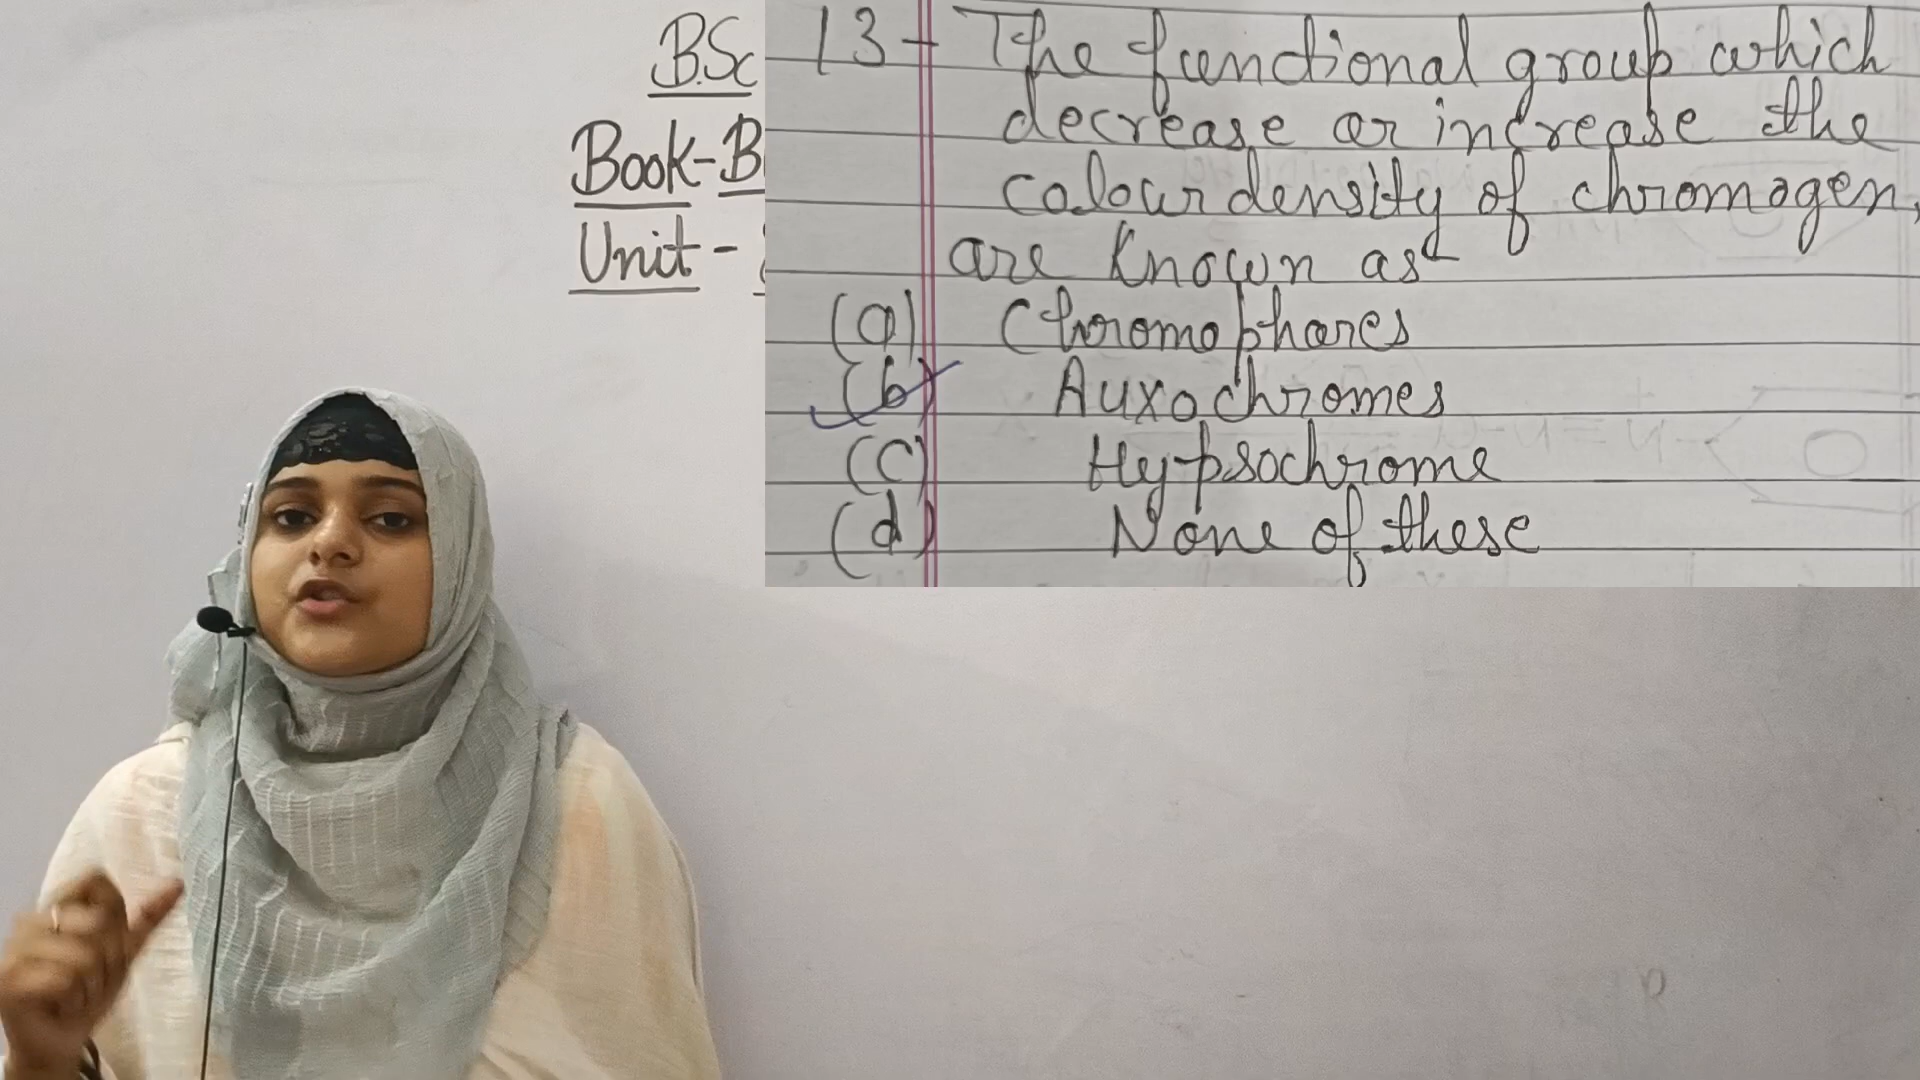 B.Sc
Book-B
Unit -
13- The functional group which
decrease or increase the
colour density of chromogen,
are known as
(a) Chromophores
(b) Auxochromes
(c) Hypsochrome
(d) None of these